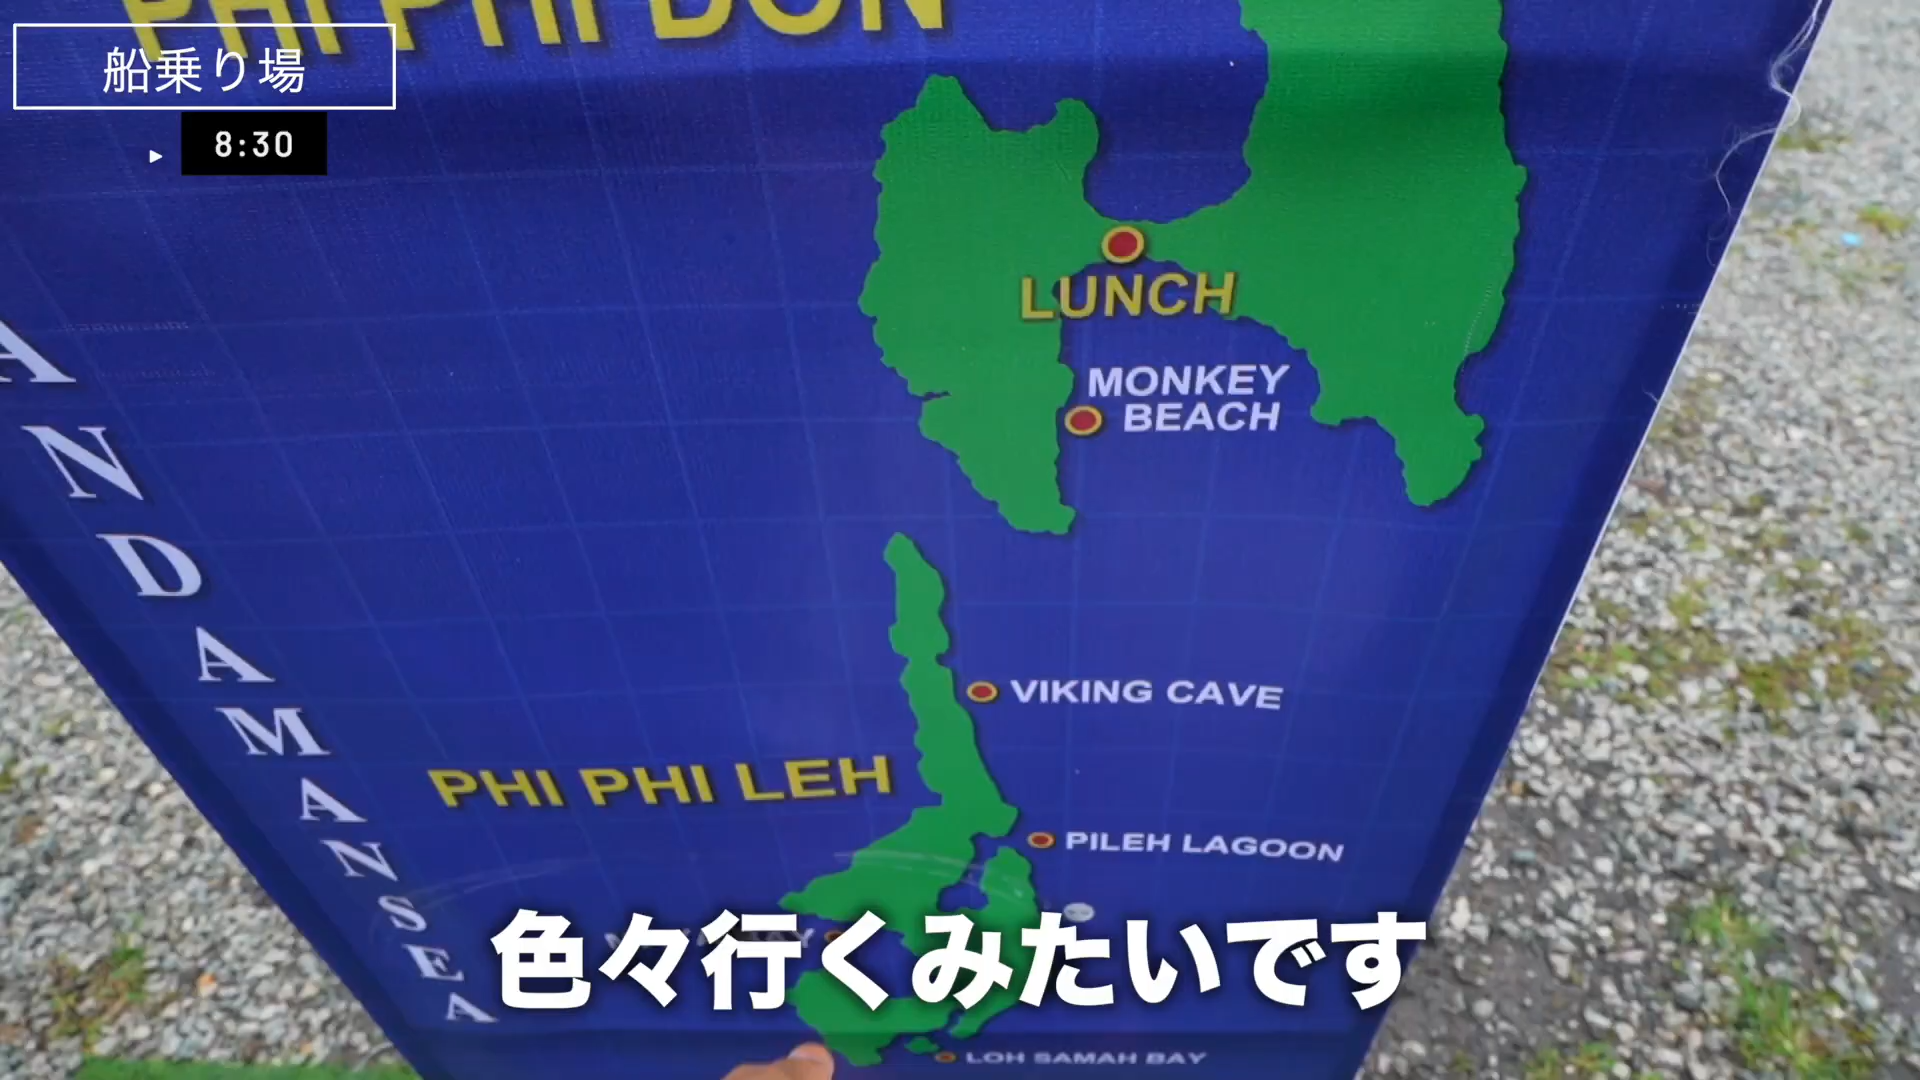 PHI PHI DON
船乗り場
8:30
LUNCH
MONKEY
BEACH
VIKING CAVE
PHI PHI LEH
PILEH LAGOON
ANDAMAN SEA
色々行くみたいです
LOH SAMAH BAY